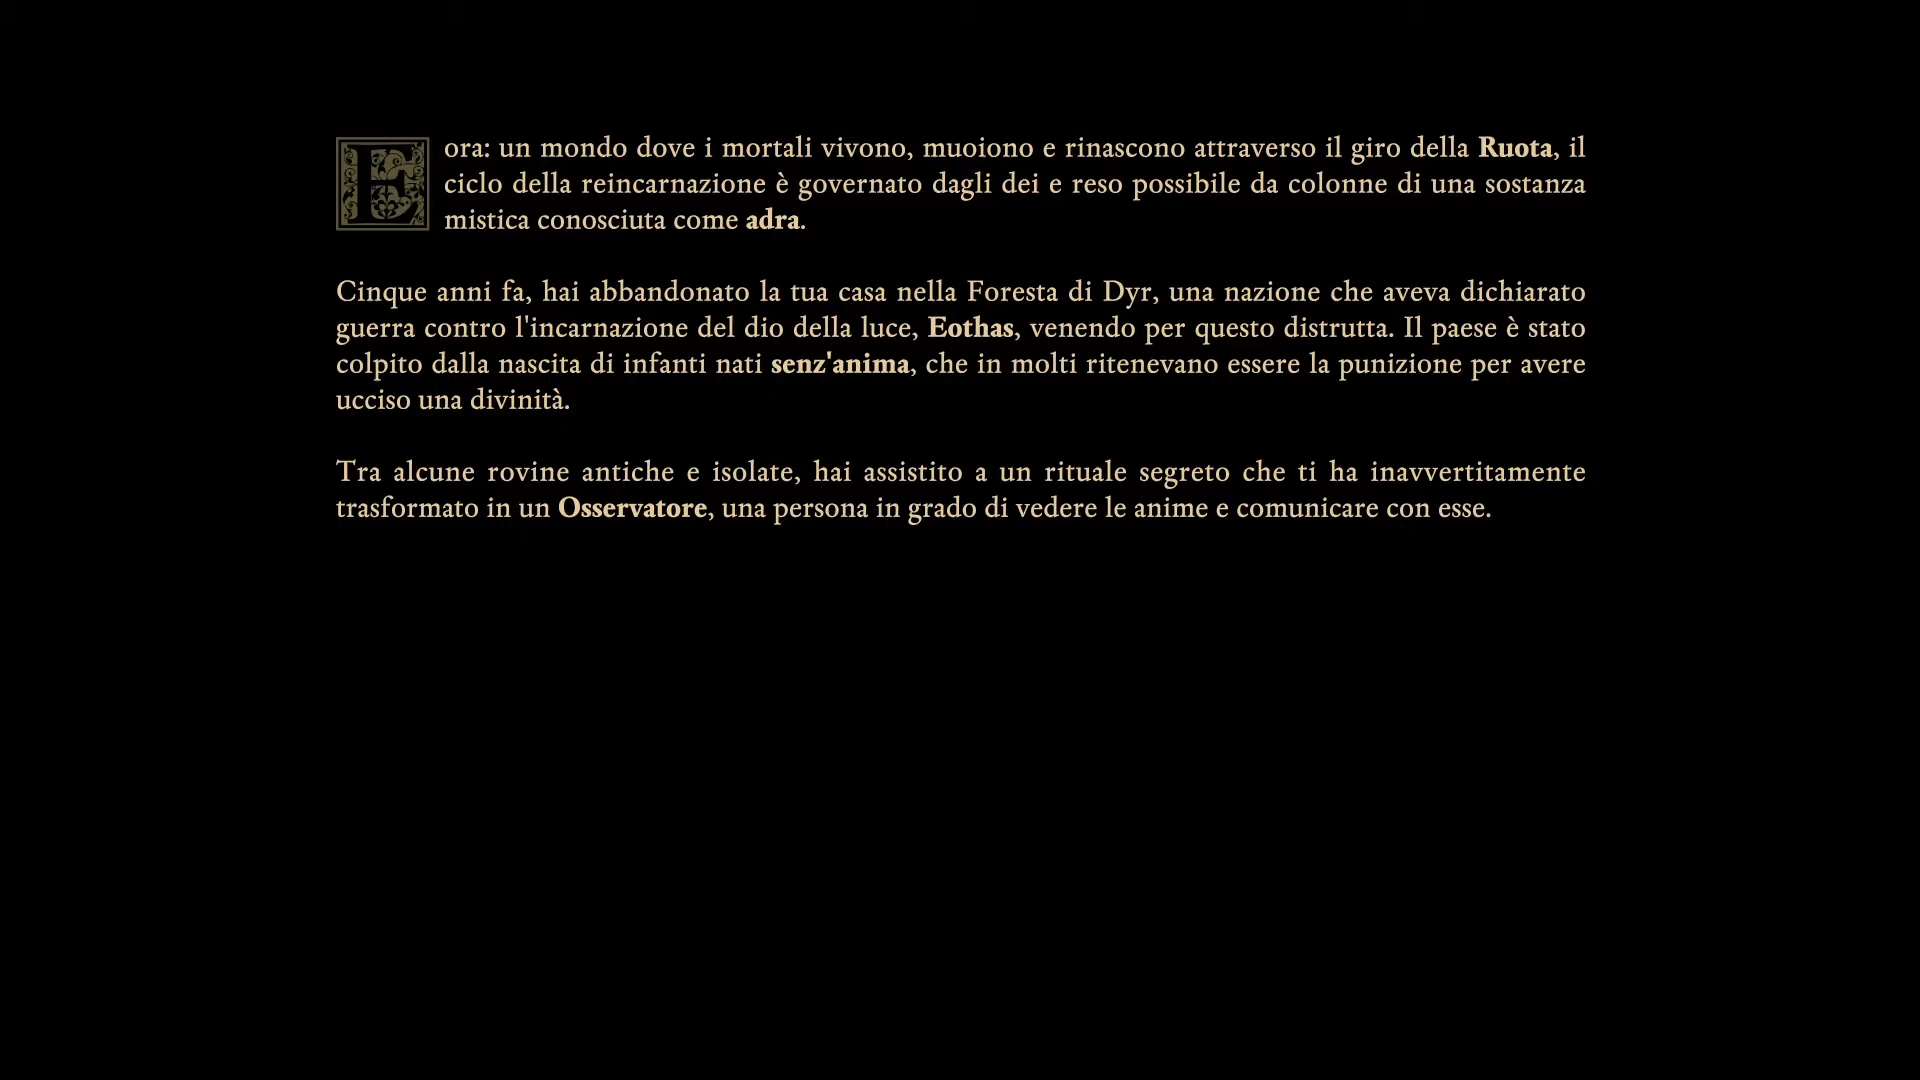 Eora: un mondo dove i mortali vivono, muoiono e rinascono attraverso il giro della Ruota, il
ciclo della reincarnazione è governato dagli dei e reso possibile da colonne di una sostanza
mistica conosciuta come adra.
Cinque anni fa, hai abbandonato la tua casa nella Foresta di Dyr, una nazione che aveva dichiarato
guerra contro l'incarnazione del dio della luce, Eothas, venendo per questo distrutta. Il paese è stato
colpito dalla nascita di infanti nati senz'anima, che in molti ritenevano essere la punizione per avere
ucciso una divinità.
Tra alcune rovine antiche e isolate, hai assistito a un rituale segreto che ti ha inavvertitamente
trasformato in un Osservatore, una persona in grado di vedere le anime e comunicare con esse.